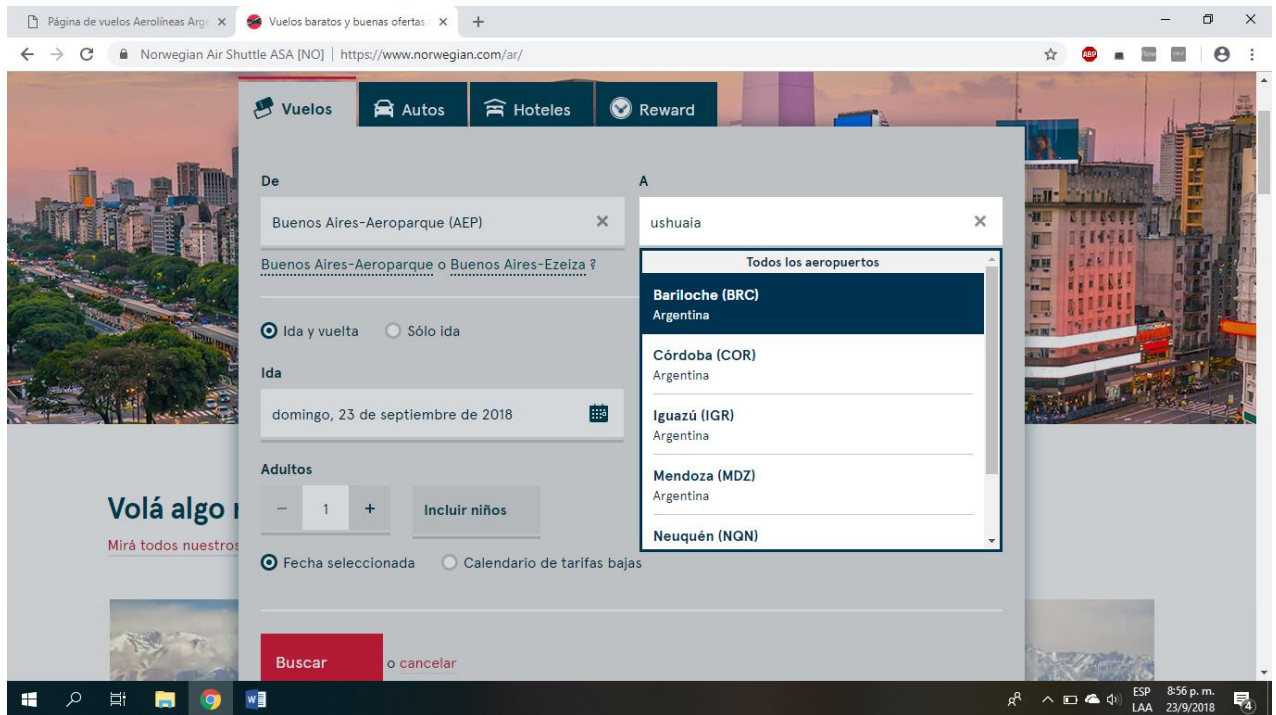 Página de vuelos Aerolíneas Arg
Vuelos baratos y buenas ofertas
Norwegian Air Shuttle ASA [NO] | https://www.norwegian.com/ar/
ABP
Vuelos
Autos
Hoteles
Reward
De
A
Buenos Aires-Aeroparque (AEP)
ushuaia
Buenos Aires-Aeroparque o Buenos Aires-Ezeiza ?
Todos los aeropuertos
Bariloche (BRC)
Argentina
Ida y vuelta
Sólo ida
Córdoba (COR)
Argentina
Ida
domingo, 23 de septiembre de 2018
Iguazú (IGR)
Argentina
Adultos
Mendoza (MDZ)
Argentina
1
Incluir niños
Neuquén (NQN)
Volá algo
Mirá todos nuestros
Fecha seleccionada
Calendario de tarifas bajas
Buscar
o cancelar
ESP
LAA
8:56 p. m.
23/9/2018
4